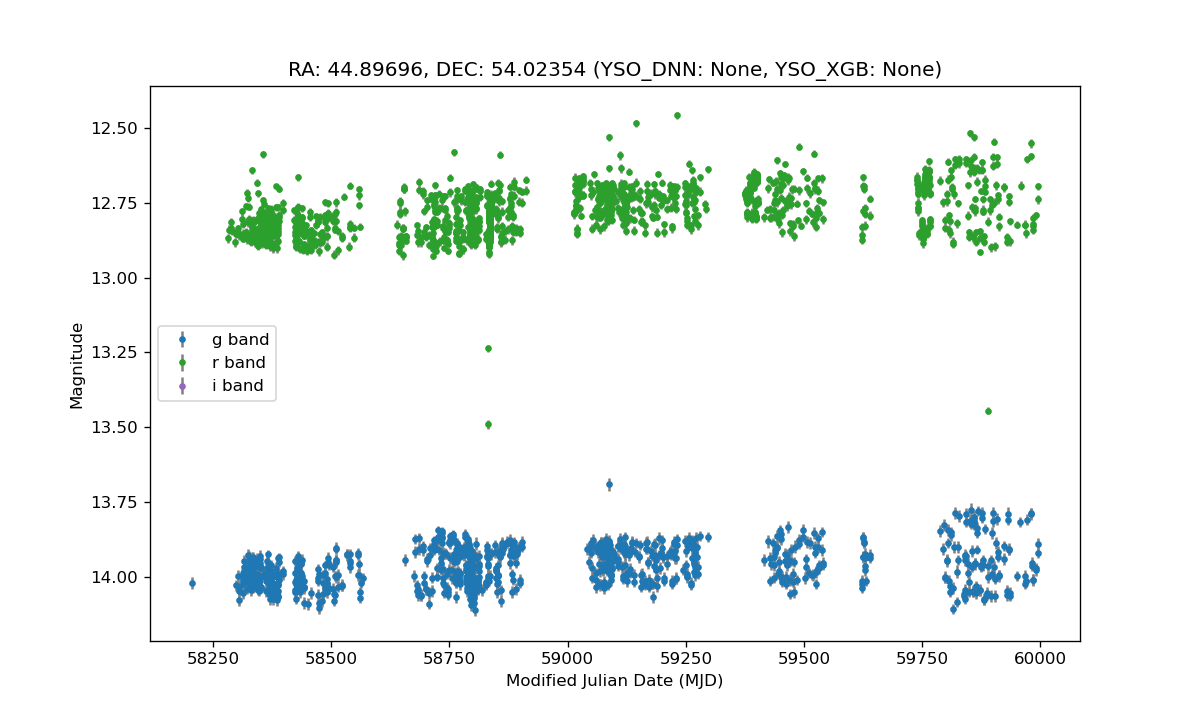 RA: 44.89696, DEC: 54.02354 (YSO_DNN: None, YSO_XGB: None)
12.50
12.75
13.00
13.25
13.50
13.75
14.00
Magnitude
g band
r band
i band
58250 58500 58750 59000 59250 59500 59750 60000
Modified Julian Date (MJD)